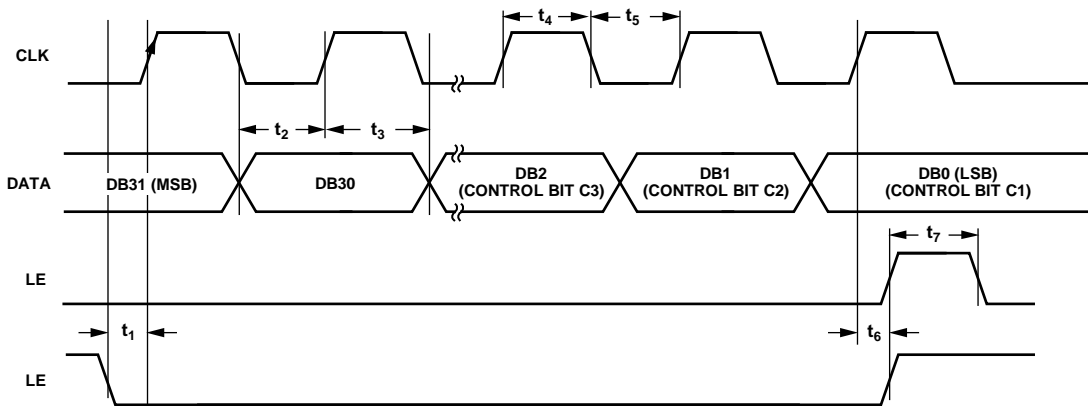 t4 t5
CLK
t2 t3
DATA
DB31 (MSB)
DB30
DB2
(CONTROL BIT C3)
DB1
(CONTROL BIT C2)
DB0 (LSB)
(CONTROL BIT C1)
t7
LE
t1
t6
LE